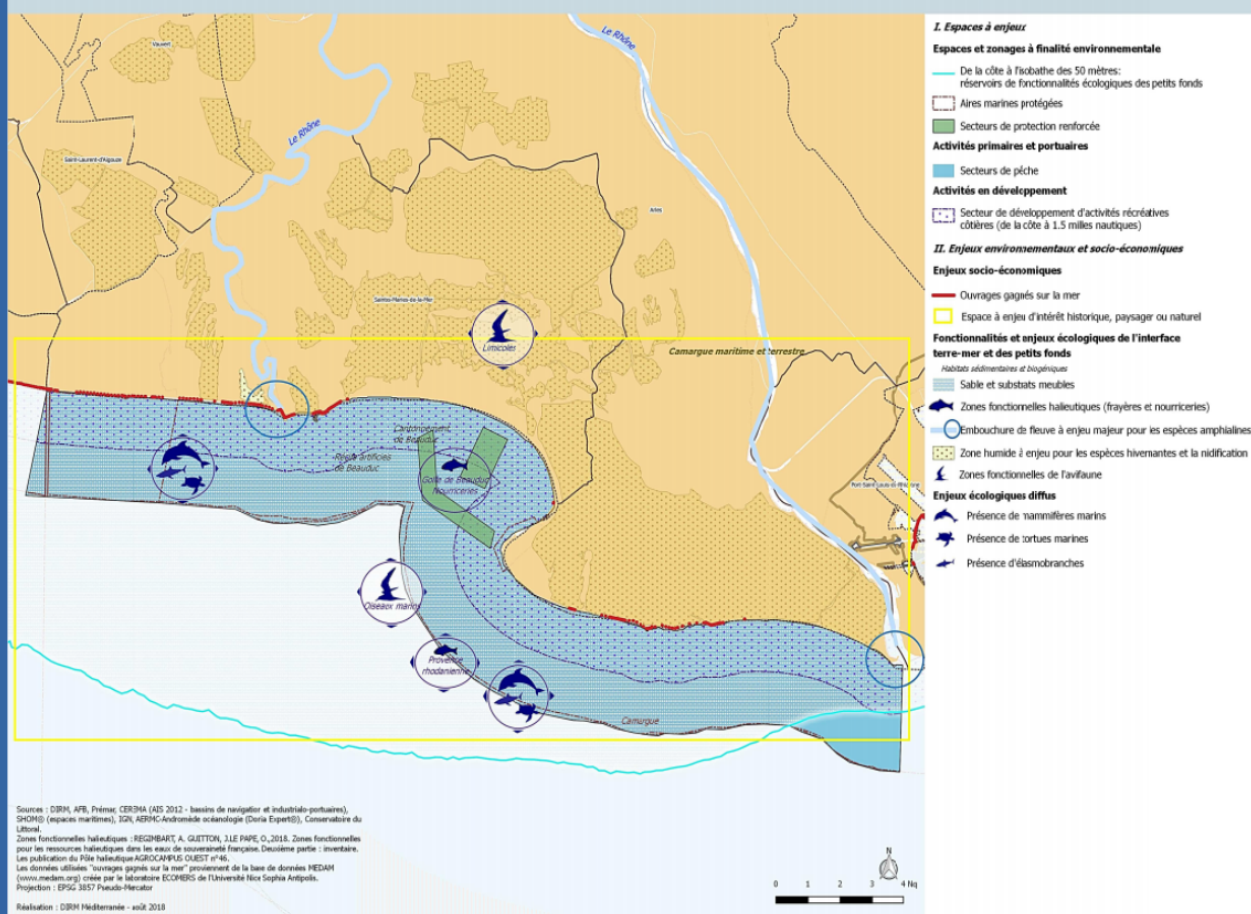 Vauvert
Le Rhône
Le Rhône
Saint-Laurent-d'Aigouze
Arles
Saintes-Maries-de-la-Mer
Limicoles
Camargue maritime et terrestre
Cantonnement
de Beauduc
Récifs artificiels
de Beauduc
Golfe de Beauduc
Nourriceries
Port-Saint-Louis-du-Rhône
Oiseaux marins
Provence
rhodanienne
Camargue
I. Espaces à enjeux
Espaces et zonages à finalité environnementale
De la côte à l'isobathe des 50 mètres:
réservoirs de fonctionnalités écologiques des petits fonds
Aires marines protégées
Secteurs de protection renforcée
Activités primaires et portuaires
Secteurs de pêche
Activités en développement
Secteur de développement d'activités récréatives
côtières (de la côte à 1.5 milles nautiques)
II. Enjeux environnementaux et socio-économiques
Enjeux socio-économiques
Ouvrages gagnés sur la mer
Espace à enjeu d'intérêt historique, paysager ou naturel
Fonctionnalités et enjeux écologiques de l'interface
terre-mer et des petits fonds
Habitats sédimentaires et biogéniques
Sable et substrats meubles
Zones fonctionnelles halieutiques (frayères et nourriceries)
Embouchure de fleuve à enjeu majeur pour les espèces amphialines
Zone humide à enjeu pour les espèces hivernantes et la nidification
Zones fonctionnelles de l'avifaune
Enjeux écologiques diffus
Présence de mammifères marins
Présence de tortues marines
Présence d'élasmobranches
Sources : DIRM, AFB, Prémar, CEREMA (AIS 2012 - bassins de navigation et industrialo-portuaires),
SHOM® (espaces maritimes), IGN, AERMC-Andromède océanologie (Doria Expert®), Conservatoire du
Littoral.
Zones fonctionnelles halieutiques : REGIMBART, A. GUITTON, J.LE PAPE, O.,2018. Zones fonctionnelles
pour les ressources halieutiques dans les eaux de souveraineté française. Deuxième partie : inventaire.
Les publication du Pôle halieutique AGROCAMPUS OUEST n°46.
Les données utilisées "ouvrages gagnés sur la mer" proviennent de la base de données MEDAM
(www.medam.org) créée par le laboratoire ECOMERS de l'Université Nice Sophia Antipolis.
Projection : EPSG 3857 Pseudo-Mercator
Réalisation : DIRM Méditerranée - août 2018
N
0 1 2 3 4 Nq